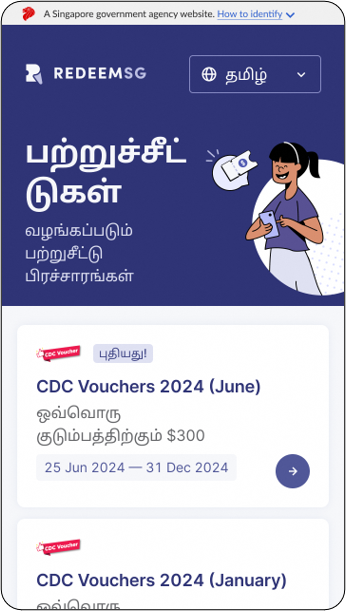 A Singapore government agency website. How to identify
REDEEMSG
தமிழ்
பற்றுச்சீட்
டுகள்
வழங்கப்படும்
பற்றுசீட்டு
பிரச்சாரங்கள்
CDC Voucher
புதியது!
CDC Vouchers 2024 (June)
ஒவ்வொரு
குடும்பத்திற்கும் $300
25 Jun 2024 — 31 Dec 2024
CDC Voucher
CDC Vouchers 2024 (January)
ஒவ்வொரு